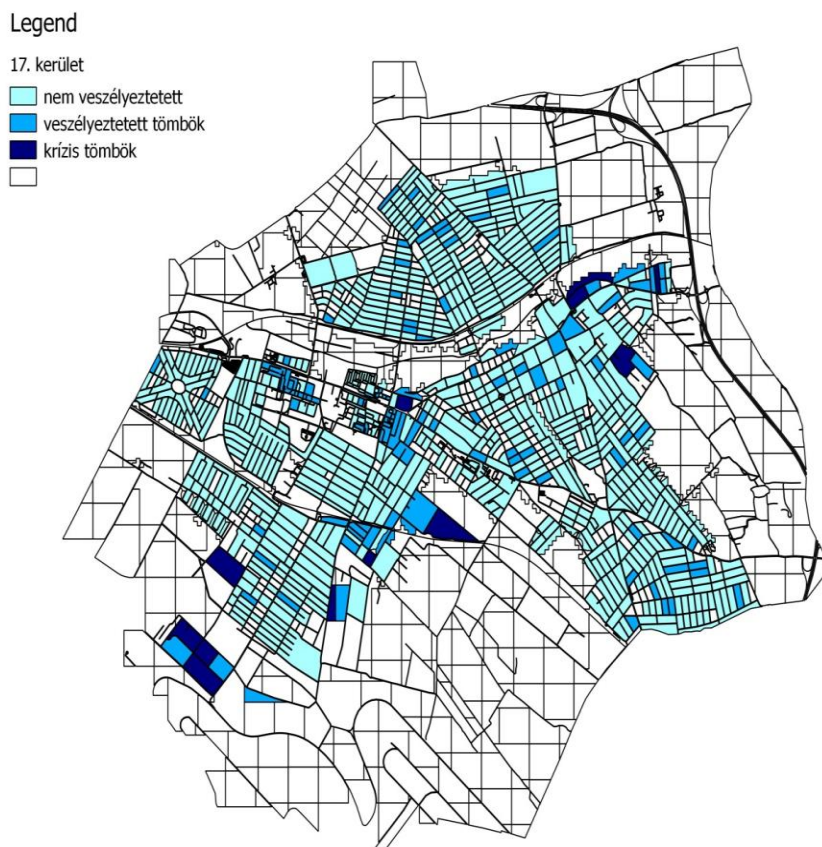 Legend
17. kerület
nem veszélyeztetett
veszélyeztetett tömbök
krízis tömbök